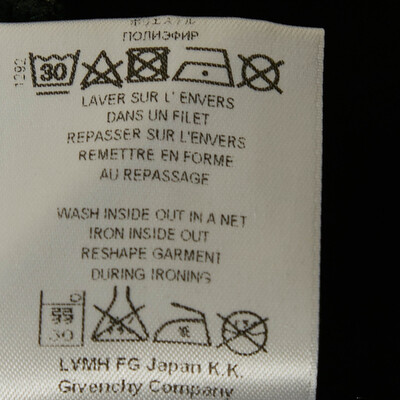 ポリエステル
ПОЛИЭФИР
1292
30
LAVER SUR L'ENVERS
DANS UN FILET
REPASSER SUR L'ENVERS
REMETTRE EN FORME
AU REPASSAGE
WASH INSIDE OUT IN A NET
IRON INSIDE OUT
RESHAPE GARMENT
DURING IRONING
30
LVMH FG Japan K.K.
Givenchy Company